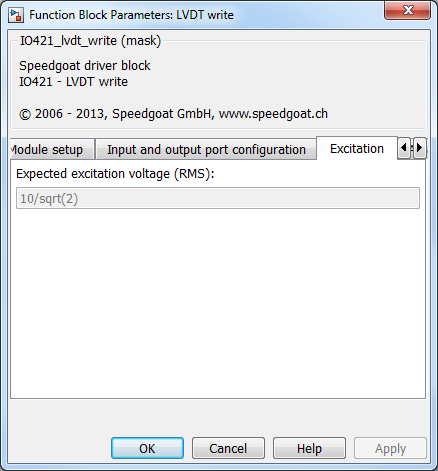 Function Block Parameters: LVDT write
IO421_lvdt_write (mask)
Speedgoat driver block
IO421 - LVDT write
© 2006 - 2013, Speedgoat GmbH, www.speedgoat.ch
Module setup Input and output port configuration Excitation
Expected excitation voltage (RMS):
10/sqrt(2)
OK Cancel Help Apply